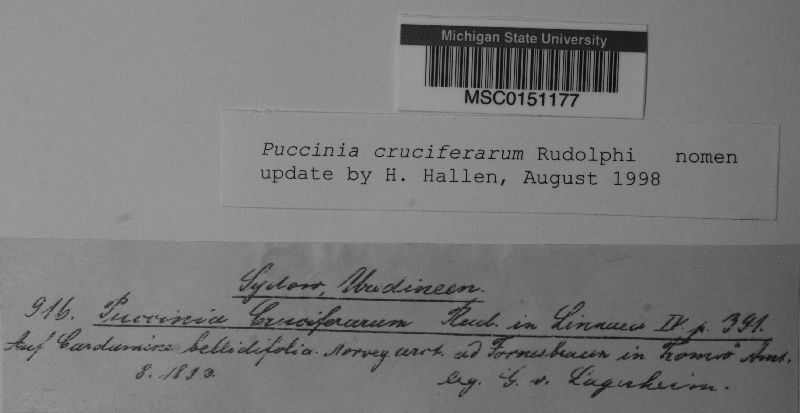 Michigan State University
MSC0151177
Puccinia cruciferarum Rudolphi nomen
update by H. Hallen, August 1998
Sydow, Uredineen.
916. Puccinia Cruciferarum Rud. in Linnaea IV p. 391.
Auf Cardamine bellidifolia. Norveg. arct. ad in Tromsö Amt.
8. 1893. leg. G. v. Lagerheim.